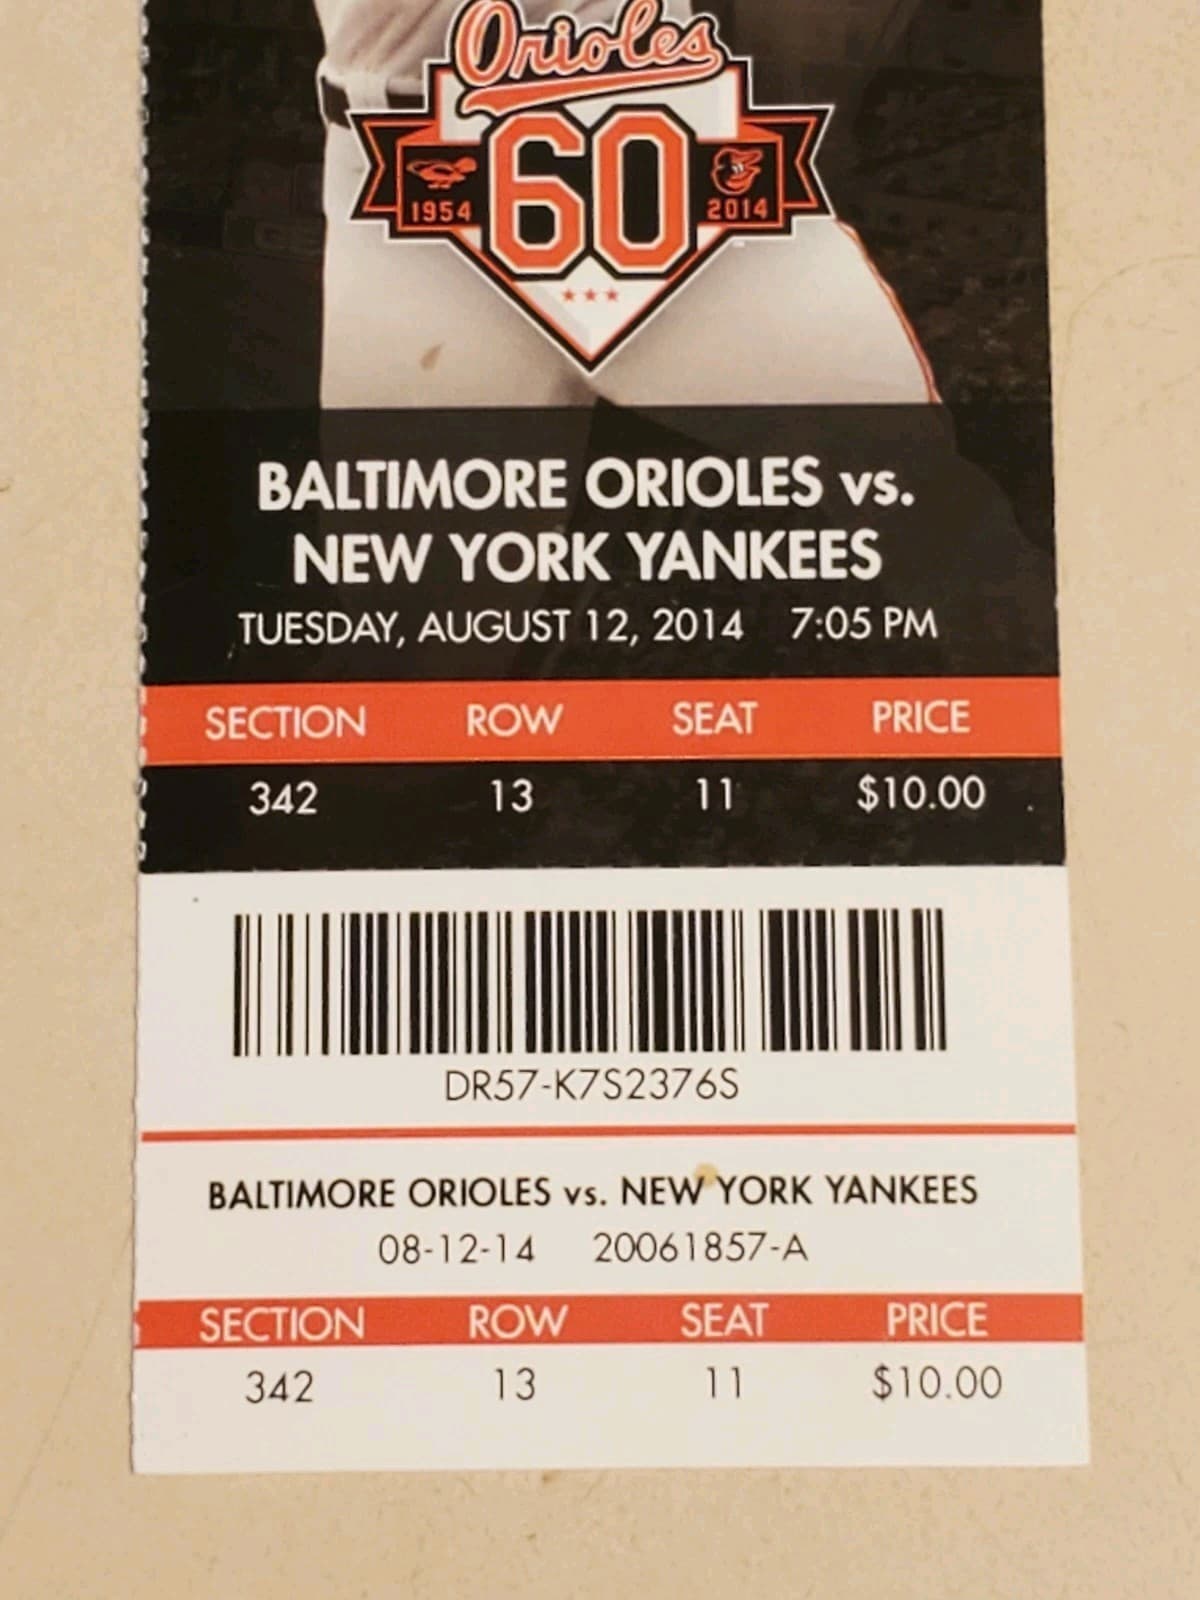 Orioles
60
1954 2014
BALTIMORE ORIOLES vs.
NEW YORK YANKEES
TUESDAY, AUGUST 12, 2014 7:05 PM
SECTION ROW SEAT PRICE
342 13 11 $10.00
DR57-K7S2376S
BALTIMORE ORIOLES vs. NEW YORK YANKEES
08-12-14 20061857-A
SECTION ROW SEAT PRICE
342 13 11 $10.00